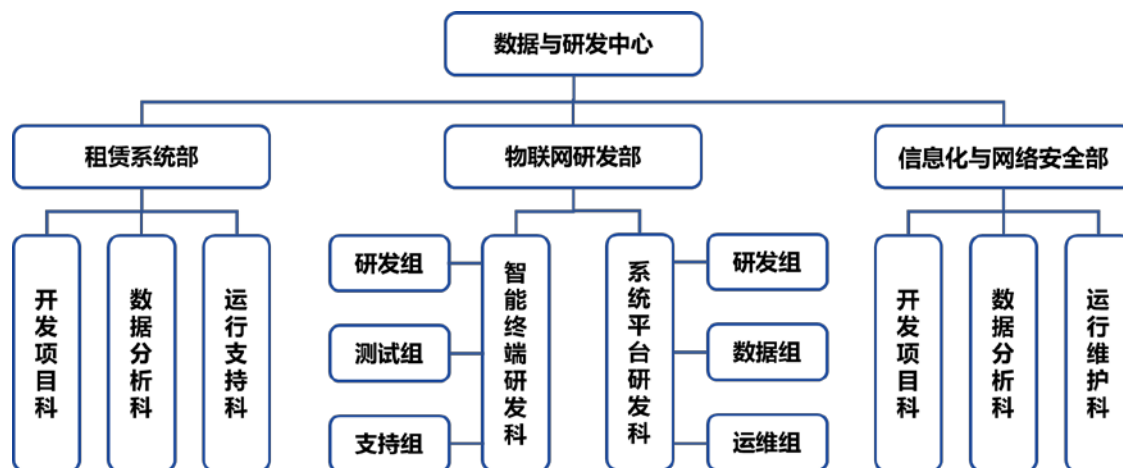 数据与研发中心
租赁系统部
物联网研发部
信息化与网络安全部
开发项目科
数据分析科
运行支持科
研发组
测试组
支持组
智能终端研发科
系统平台研发科
研发组
数据组
运维组
开发项目科
数据分析科
运行维护科